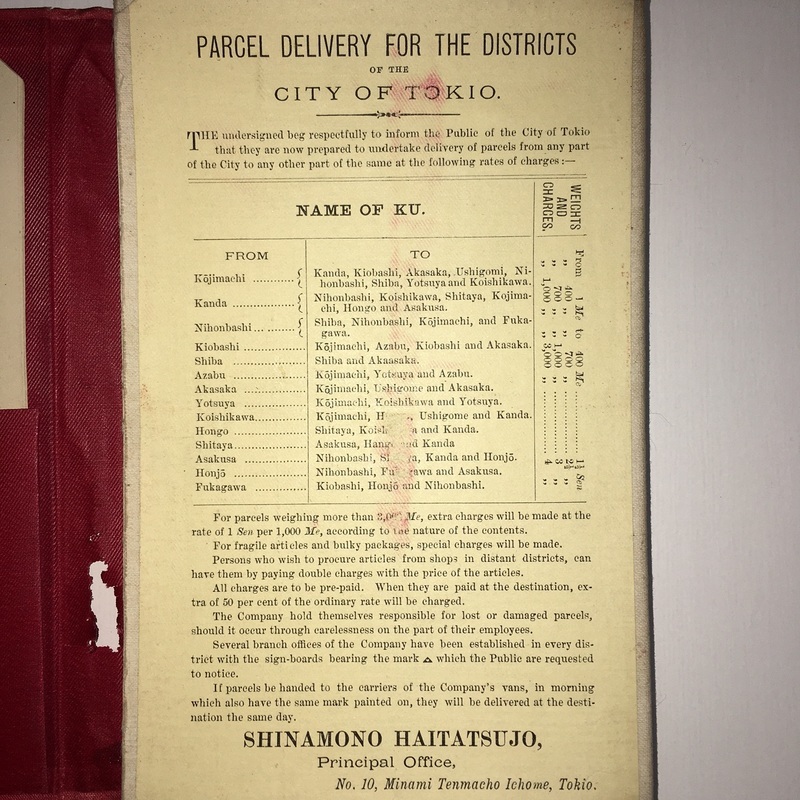 PARCEL DELIVERY FOR THE DISTRICTS
OF THE
CITY OF TOKIO.
THE undersigned beg respectfully to inform the Public of the City of Tokio
that they are now prepared to undertake delivery of parcels from any part
of the City to any other part of the same at the following rates of charges :—
NAME OF KU.
WEIGHTS
AND
CHARGES.
FROM
TO
Kōjimachi ............ Kanda, Kiobashi, Akasaka, Ushigomi, Ni-
honbashi, Shiba, Yotsuya and Koishikawa.
Kanda .................. Nihonbashi, Koishikawa, Shitaya, Kojima-
chi, Hongo and Asakusa.
Nihonbashi ... ......... Shiba, Nihonbashi, Kōjimachi, and Fuka-
gawa.
Kiobashi ..................... Kōjimachi, Azabu, Kiobashi and Akasaka.
Shiba ..................... Shiba and Akaasaka.
Azabu ..................... Kōjimachi, Yotsuya and Azabu.
Akasaka ..................... Kōjimachi, Ushigome and Akasaka.
Yotsuya ..................... Kōjimachi, Koishikawa and Yotsuya.
Koishikawa............... Kōjimachi, Ushigome and Kanda.
Hongo ..................... Shitaya, and Kanda.
Shitaya..................... Asakusa, and Kanda
Asakusa .................. Nihonbashi, Kanda and Honjō.
Honjō ..................... Nihonbashi, and Asakusa.
Fukagawa ............... Kiobashi, Honjō and Nihonbashi.
From 1 Me to 400 Me .......... 1½ Sen
„ 400 „ 700 „ .......... „
„ 700 „ 1,000 „ .......... 3 „
„ 1,000 „ 3,000 „ .......... 4 „
For parcels weighing more than Me, extra charges will be made at the
rate of 1 Sen per 1,000 Me, according to the nature of the contents.
For fragile articles and bulky packages, special charges will be made.
Persons who wish to procure articles from shops in distant districts, can
have them by paying double charges with the price of the articles.
All charges are to be pre-paid. When they are paid at the destination, ex-
tra of 50 per cent of the ordinary rate will be charged.
The Company hold themselves responsible for lost or damaged parcels,
should it occur through carelessness on the part of their employees.
Several branch offices of the Company have been established in every dis-
trict with the sign-boards bearing the mark which the Public are requested
to notice.
If parcels be handed to the carriers of the Company's vans, in morning
which also have the same mark painted on, they will be delivered at the desti-
nation the same day.
SHINAMONO HAITATSUJO,
Principal Office,
No. 10, Minami Tenmacho Ichome, Tokio.